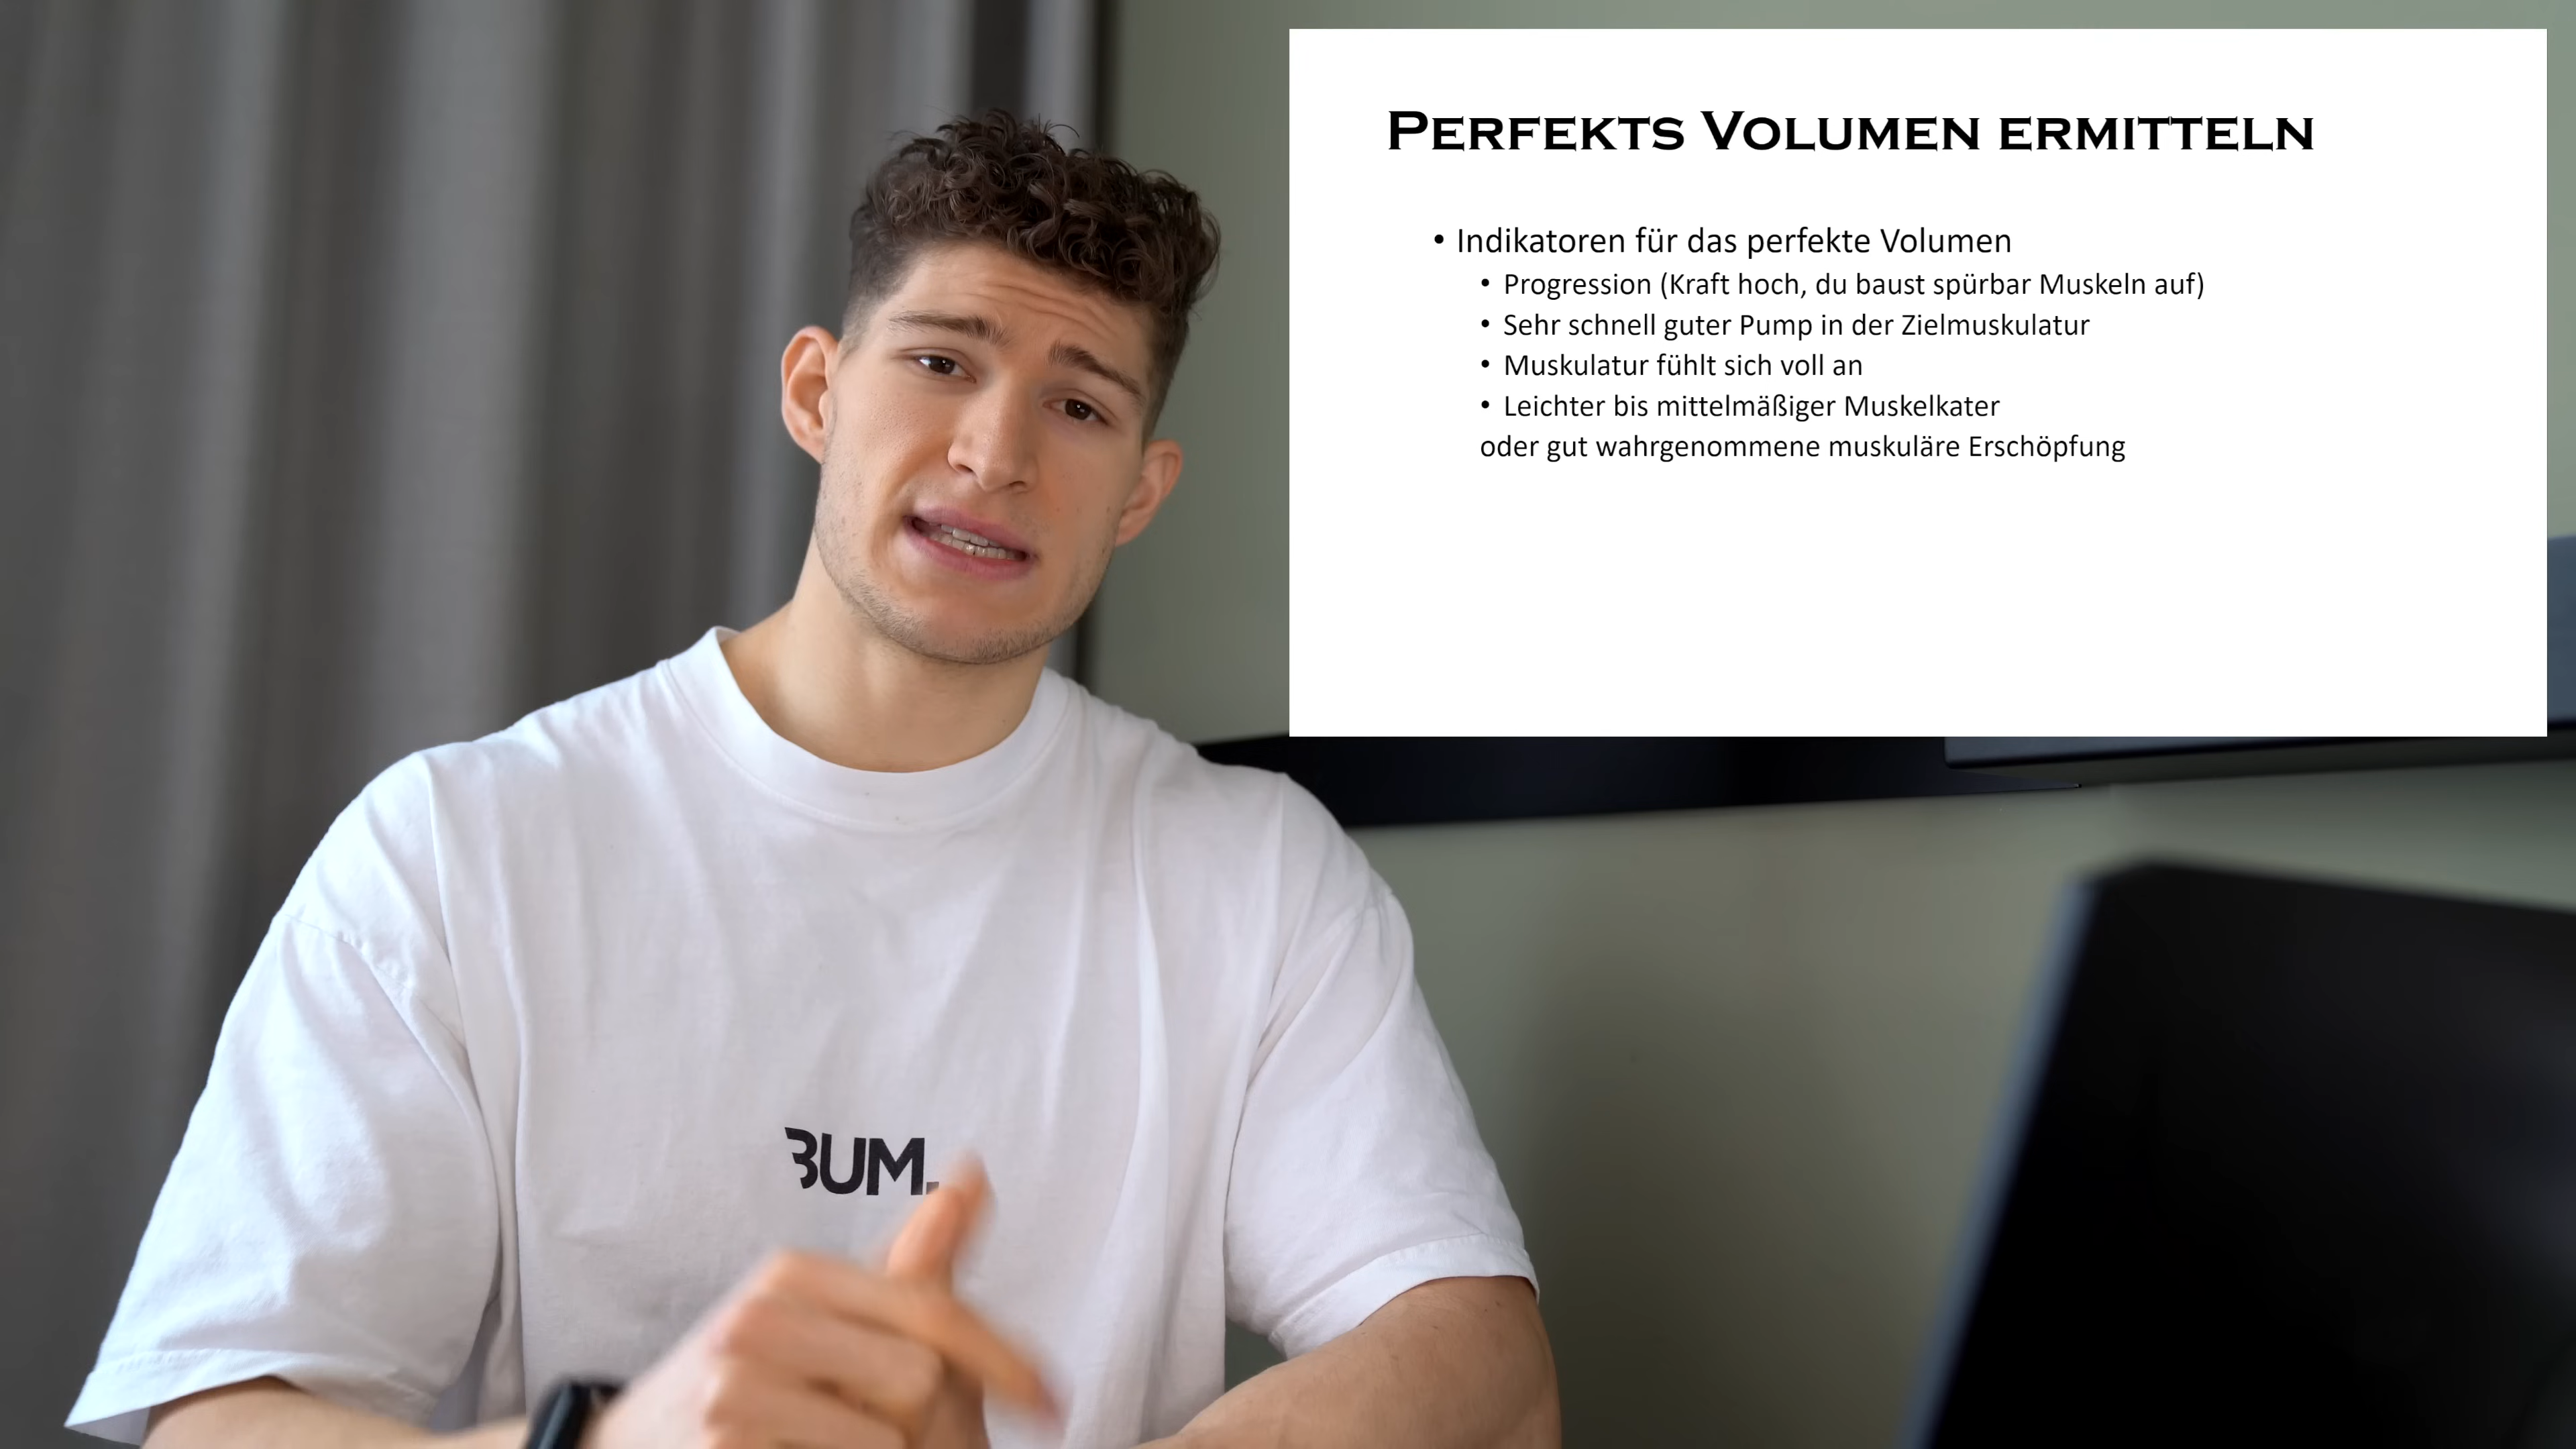 PERFEKTS VOLUMEN ERMITTELN
• Indikatoren für das perfekte Volumen
• Progression (Kraft hoch, du baust spürbar Muskeln auf)
• Sehr schnell guter Pump in der Zielmuskulatur
• Muskulatur fühlt sich voll an
• Leichter bis mittelmäßiger Muskelkater
oder gut wahrgenommene muskuläre Erschöpfung
BUM.